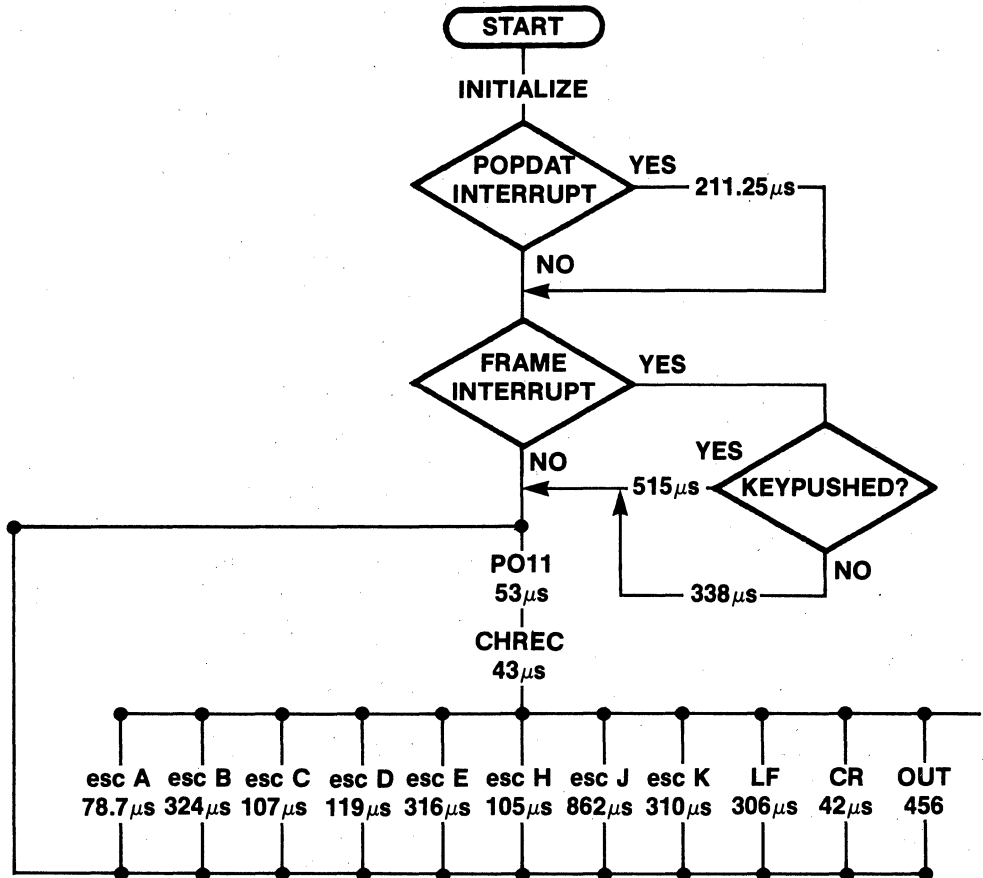 START
INITIALIZE
POPDAT
INTERRUPT
YES
211.25μs
NO
FRAME
INTERRUPT
YES
NO
YES
KEYPUSHED?
515μs
NO
338μs
PO11
53μs
CHREC
43μs
esc A esc B esc C esc D esc E esc H esc J esc K LF CR OUT
78.7μs 324μs 107μs 119μs 316μs 105μs 862μs 310μs 306μs 42μs 456